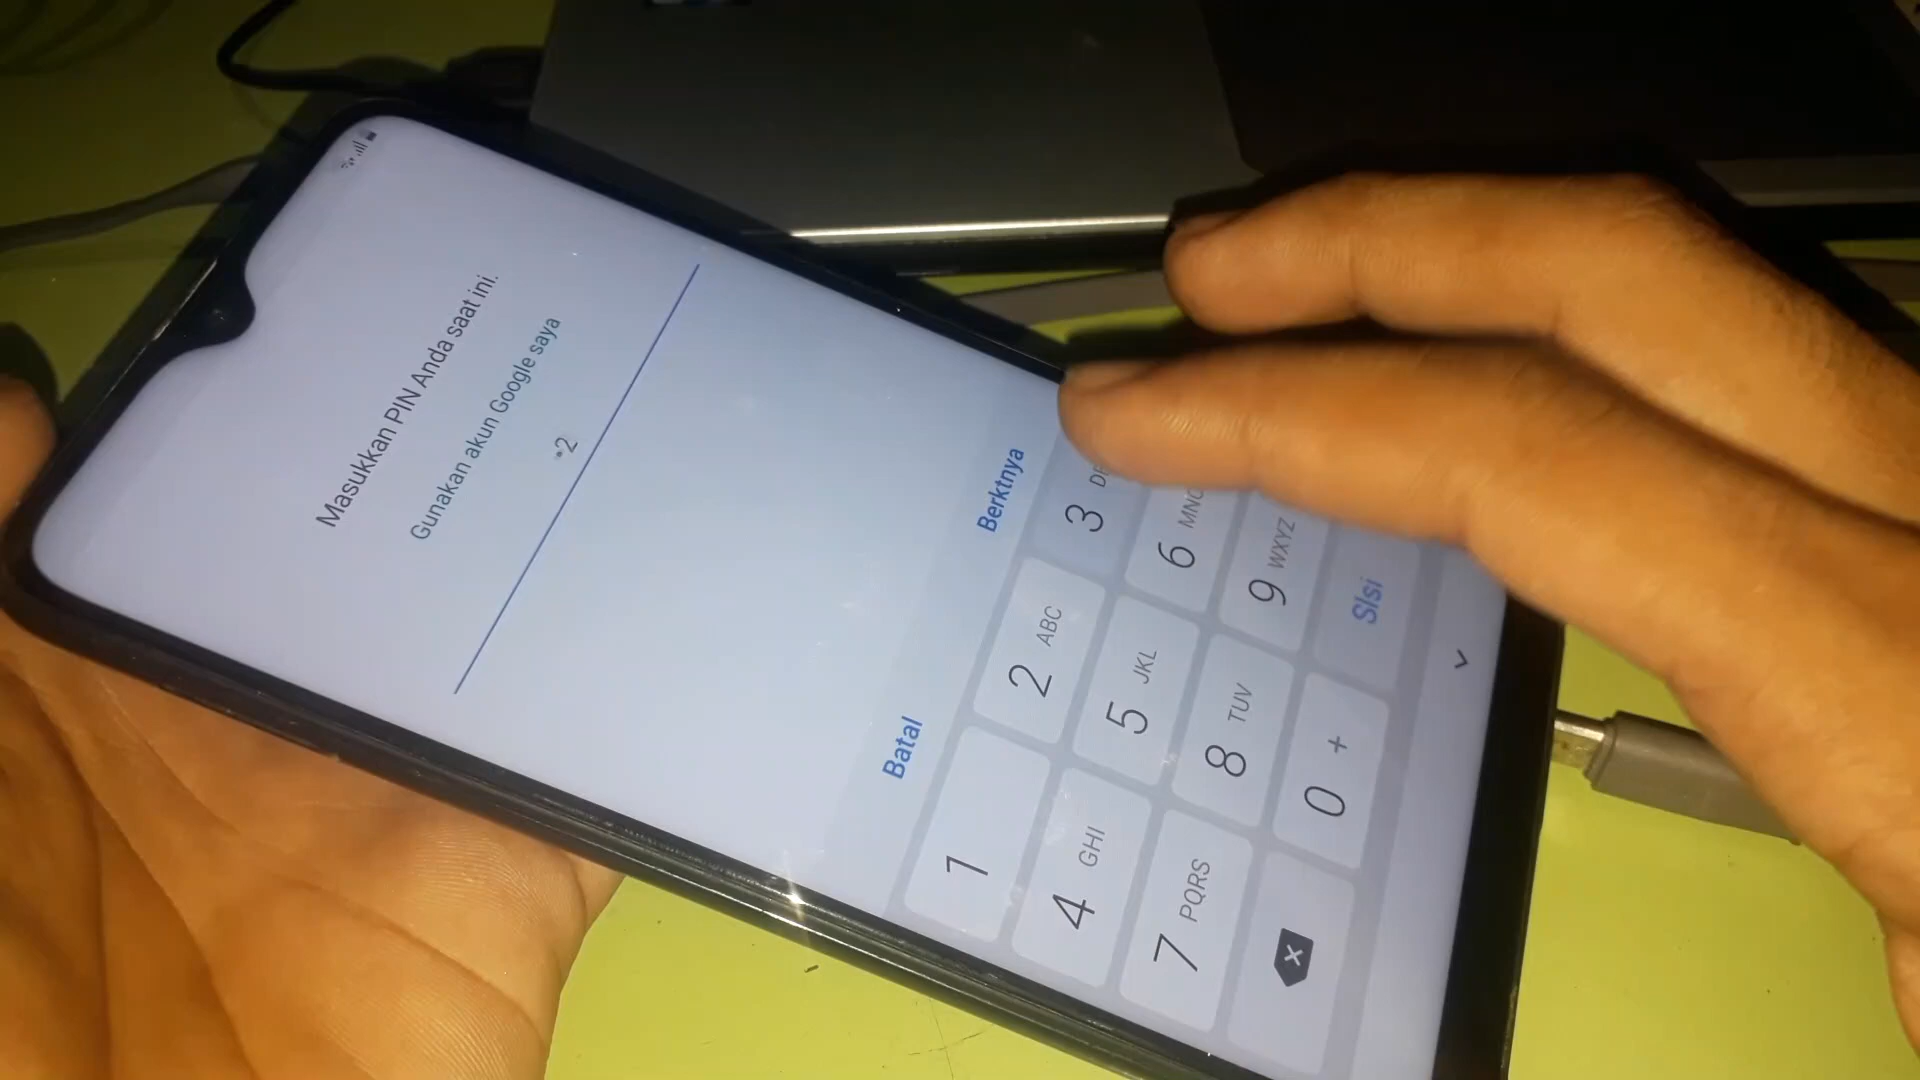 Masukkan PIN Anda saat ini.
Gunakan akun Google saya
•2
Batal Berktnya
1 2 ABC 3
4 GHI 5 JKL 6 MNO
7 PQRS 8 TUV 9 WXYZ
0 + Slsi